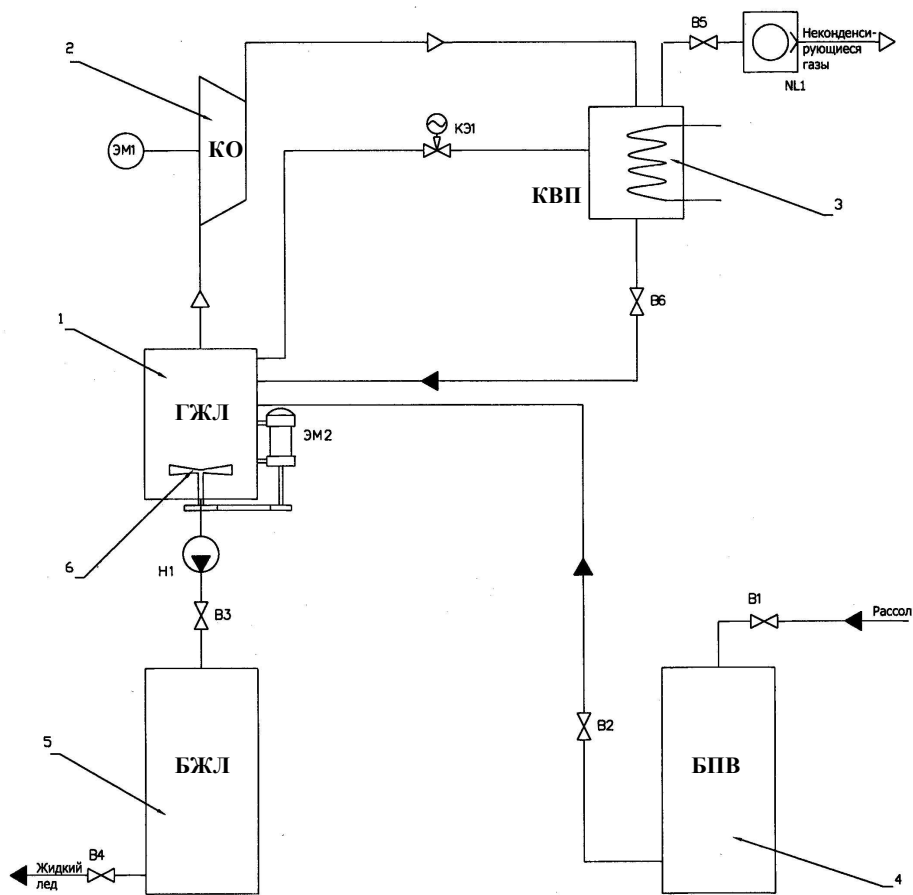 2
В5
Неконденси-
рующиеся
газы
NL1
КЭ1
ЭМ1
КО
КВП
3
В6
1
ГЖЛ
ЭМ2
6
Н1
В3
В1
Рассол
В2
5
БЖЛ
БПВ
В4
Жидкий
лед
4